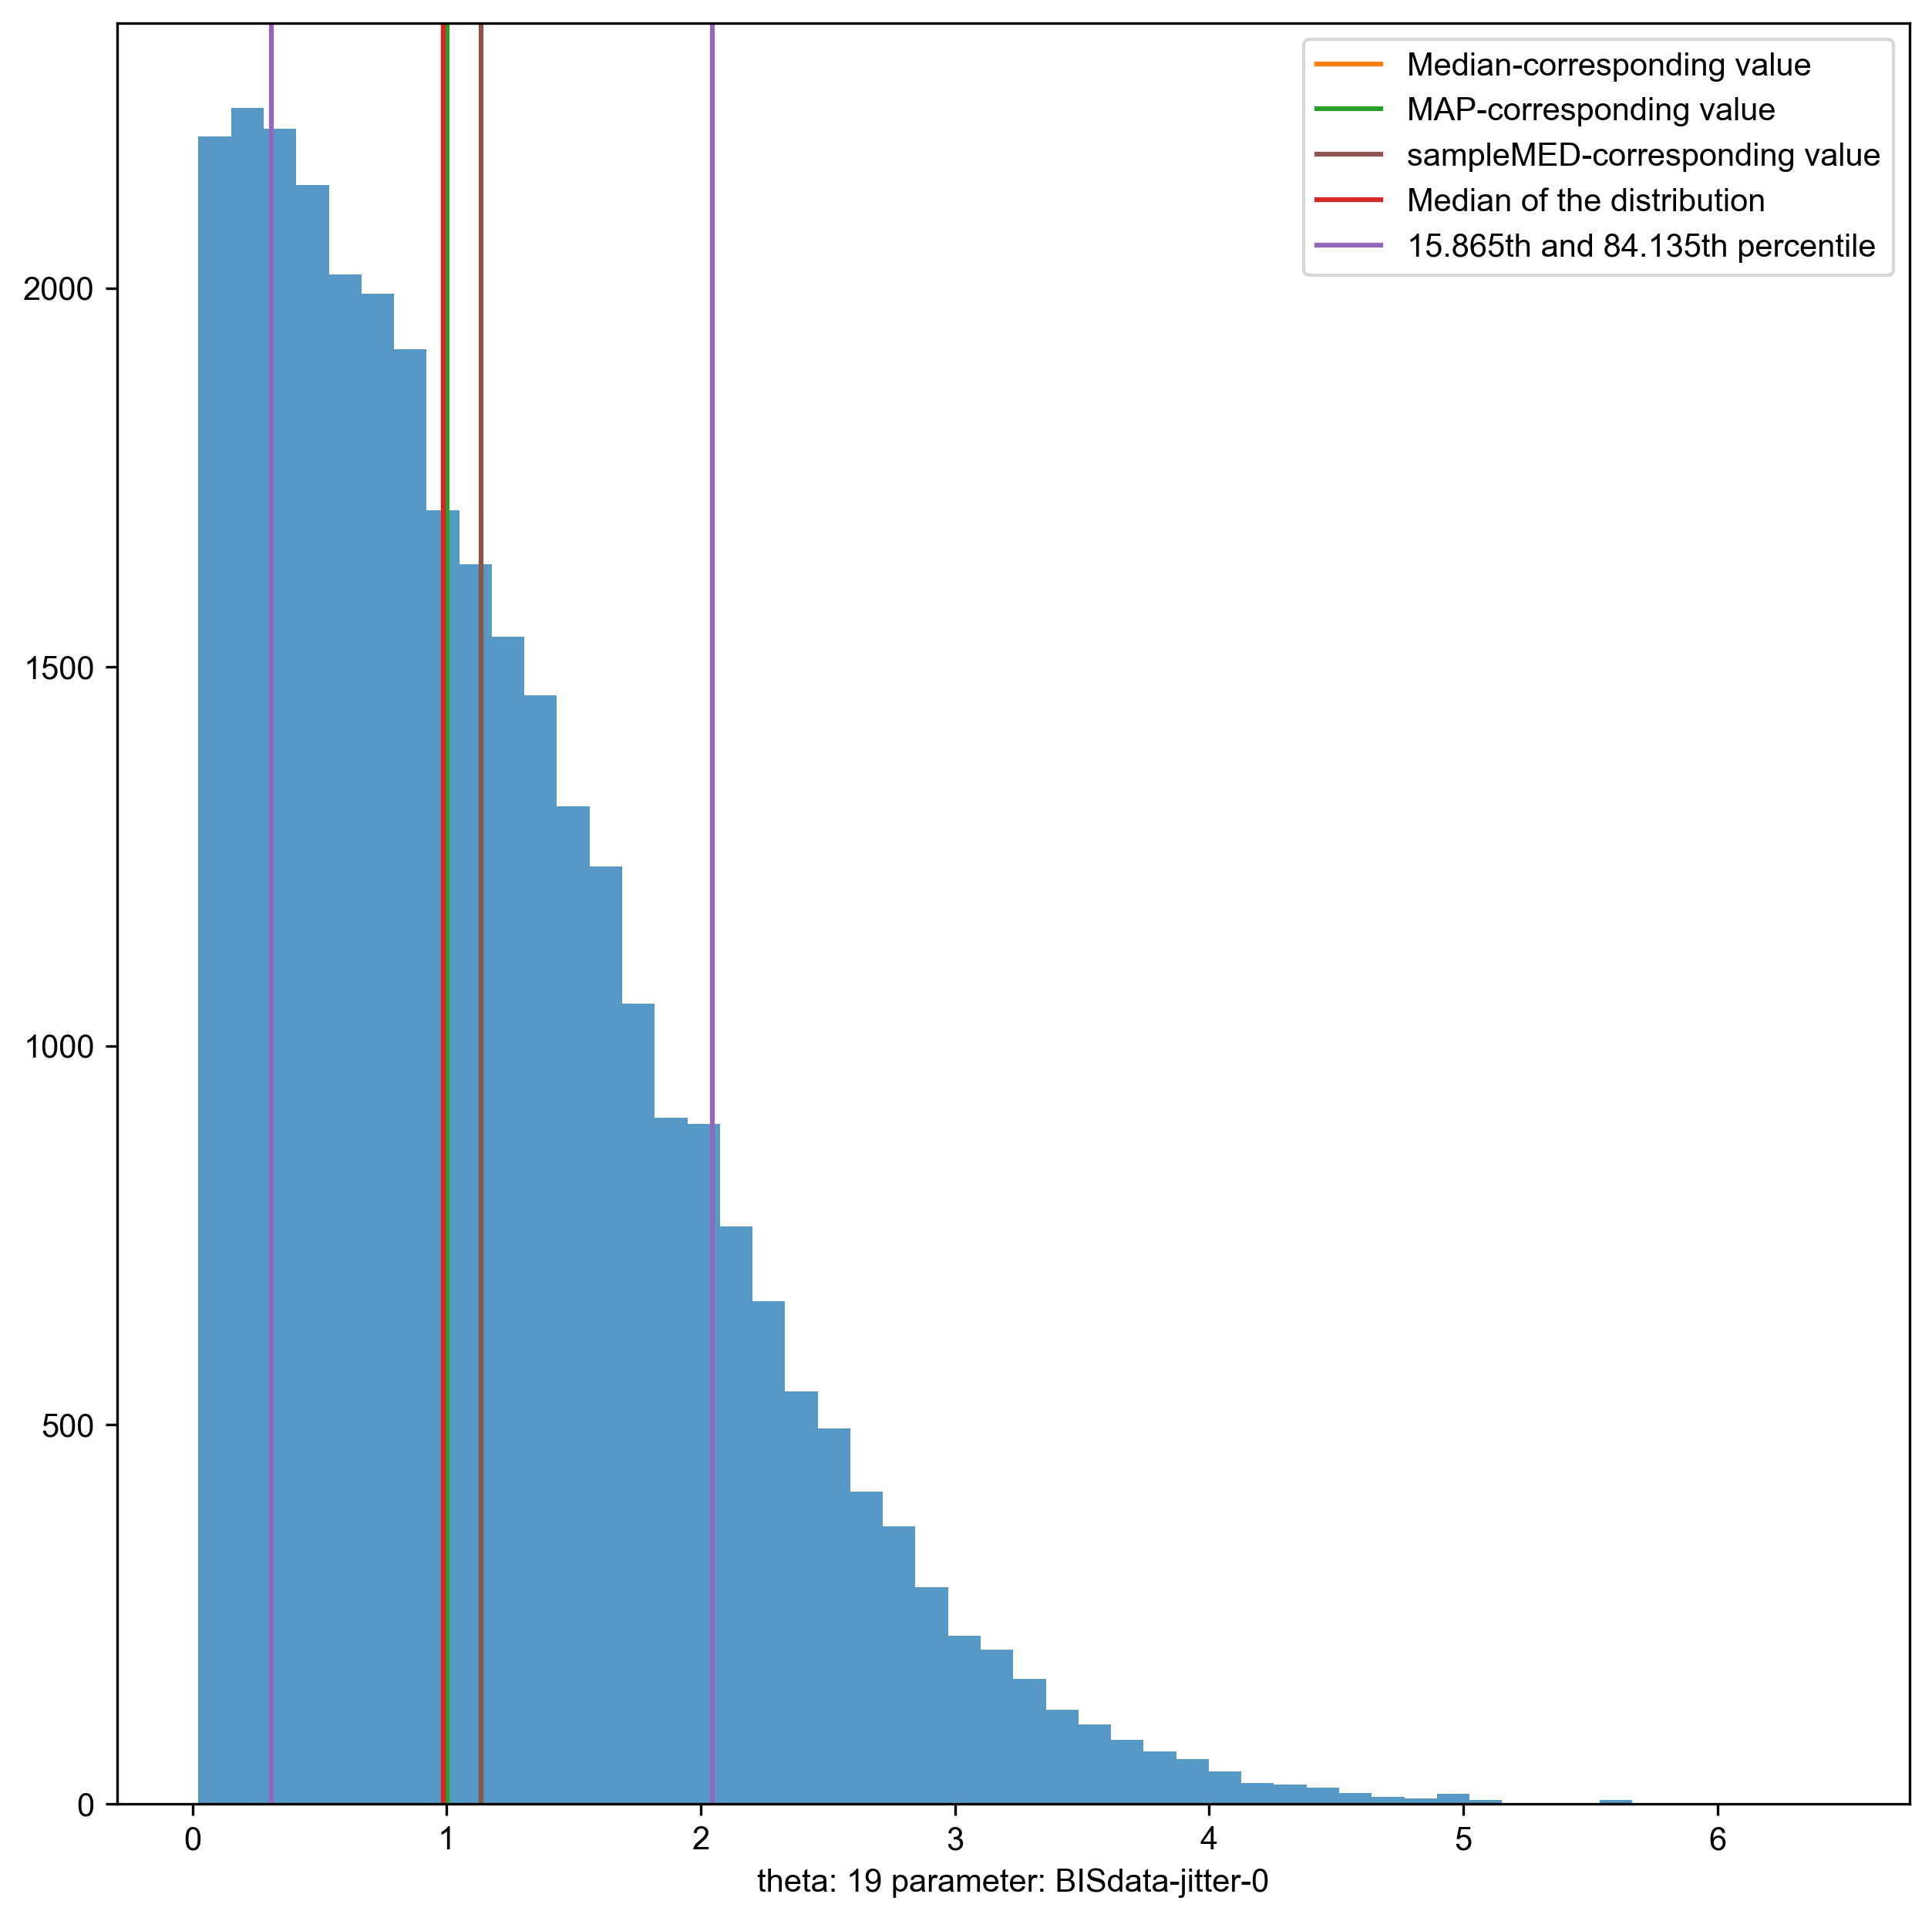 Median-corresponding value
MAP-corresponding value
sampleMED-corresponding value
Median of the distribution
15.865th and 84.135th percentile
2000
1500
1000
500
0
0 1 2 3 4 5 6
theta: 19 parameter: BISdata-jitter-0